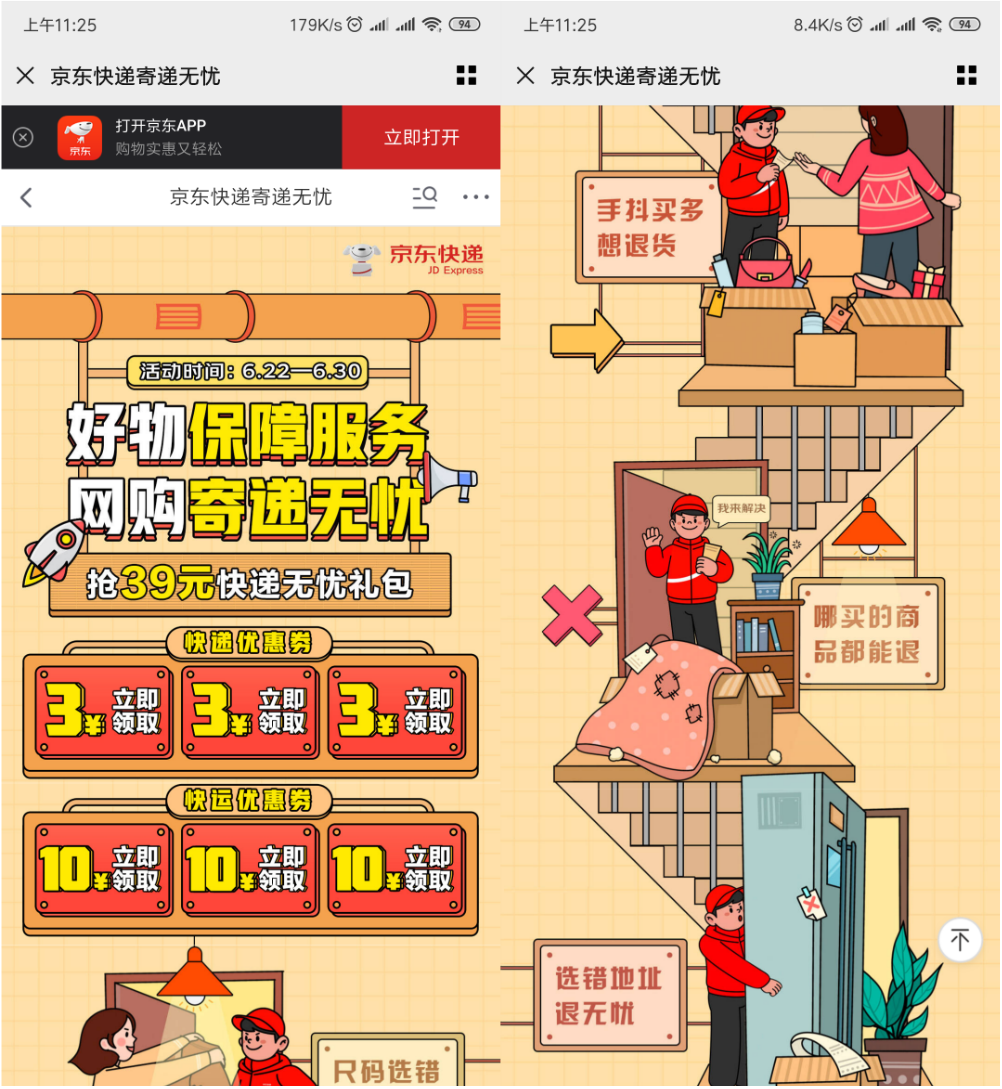 上午11:25
179K/s
94
京东快递寄递无忧
京东
打开京东APP
购物实惠又轻松
立即打开
京东快递寄递无忧
京东快递
JD Express
活动时间：6.22—6.30
好物保障服务
网购寄递无忧
抢39元快递无忧礼包
快递优惠券
3¥
立即
领取
3¥
立即
领取
3¥
立即
领取
快运优惠券
10¥
立即
领取
10¥
立即
领取
10¥
立即
领取
尺码选错
上午11:25
8.4K/s
94
京东快递寄递无忧
手抖买多
想退货
我来解决
哪买的商
品都能退
选错地址
退无忧